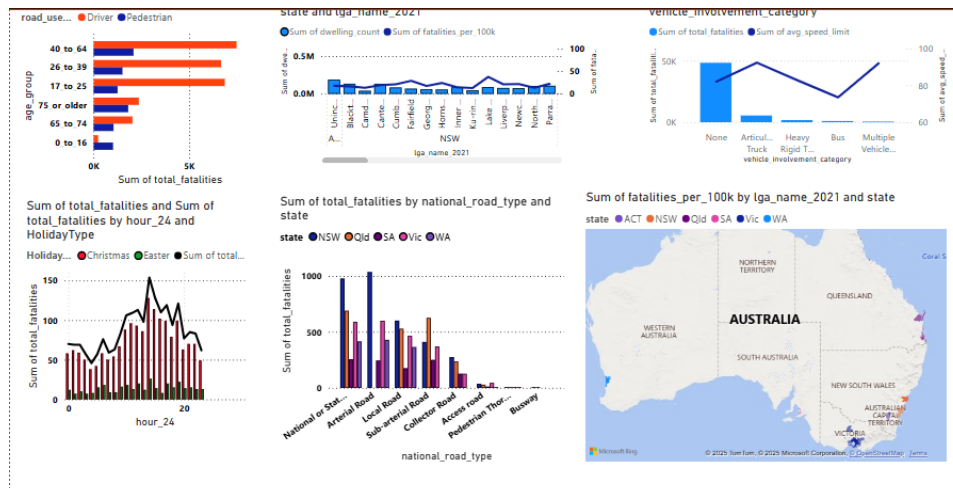 road_use... Driver Pedestrian
age_group
40 to 64
26 to 39
17 to 25
75 or older
65 to 74
0 to 16
0K 5K
Sum of total_fatalities
state and lga_name_2021
Sum of dwelling_count Sum of fatalities_per_100k
Sum of dwe...
0.5M
0.0M
100
50
0
Sum of fata...
Uninc... Blackt... Camd... Cante... Cumb... Fairfield Georg... Horns... Inner ... Ku-rin... Lake ... Liverp... Newc... North... Parra...
A... NSW
lga_name_2021
vehicle_involvement_category
Sum of total_fatalities Sum of avg_speed_limit
Sum of total_fataliti...
50K
0K
100
80
60
Sum of avg_speed_...
None Articul... Truck Heavy Rigid T... Bus Multiple Vehicle...
vehicle_involvement_category
Sum of total_fatalities and Sum of
total_fatalities by hour_24 and
HolidayType
Holiday... Christmas Easter Sum of total...
Sum of total_fatalities
150
100
50
0
0 20
hour_24
Sum of total_fatalities by national_road_type and
state
state NSW Qld SA Vic WA
Sum of total_fatalities
1000
500
0
National or Stat... Arterial Road Local Road Sub-arterial Road Collector Road Access road Pedestrian Thor... Busway
national_road_type
Sum of fatalities_per_100k by lga_name_2021 and state
state ACT NSW Qld SA Vic WA
NORTHERN
TERRITORY
Coral S
QUEENSLAND
WESTERN
AUSTRALIA
AUSTRALIA
SOUTH AUSTRALIA
NEW SOUTH WALES
AUSTRALIAN
CAPITAL
TERRITORY
VICTORIA
Microsoft Bing
© 2025 TomTom, © 2025 Microsoft Corporation, © OpenStreetMap Terms